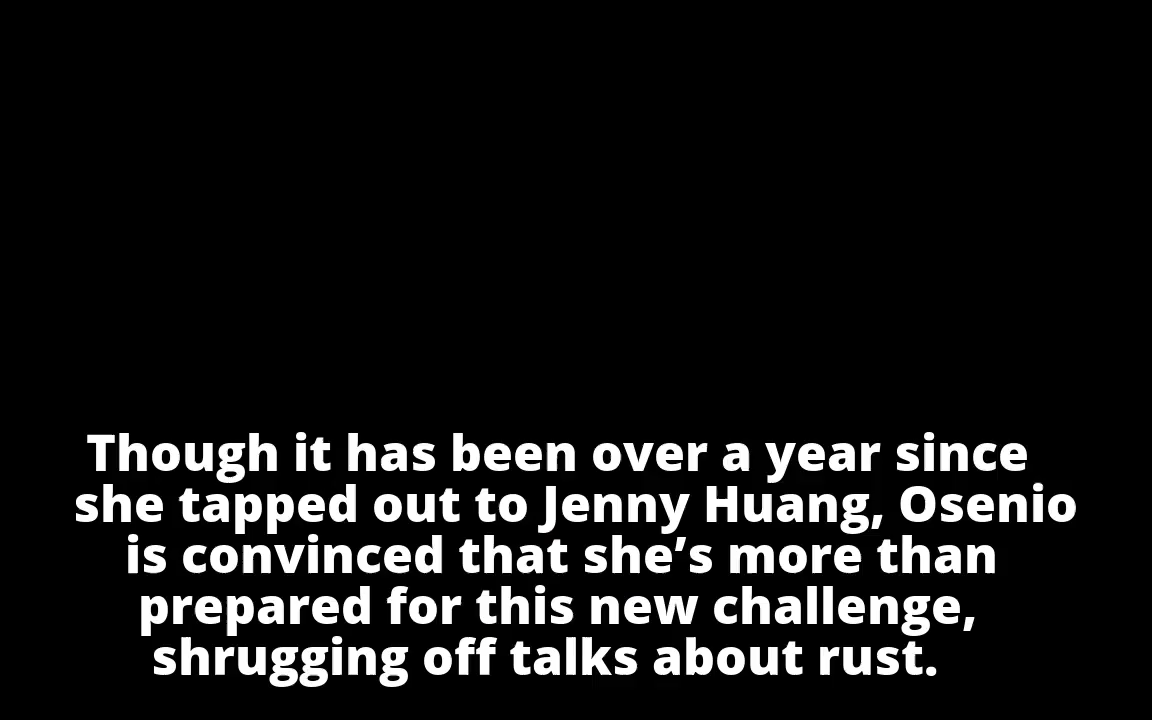 Though it has been over a year since
she tapped out to Jenny Huang, Osenio
is convinced that she’s more than
prepared for this new challenge,
shrugging off talks about rust.